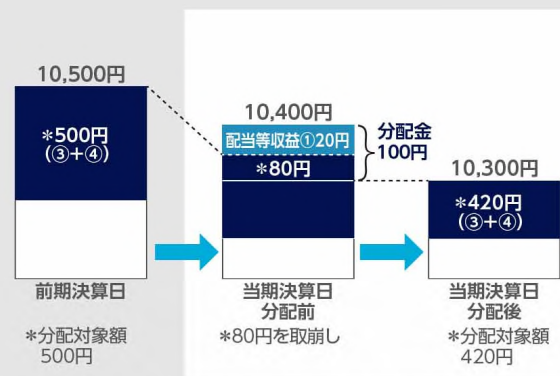 10,500円
*500円
(③+④)
前期決算日
*分配対象額
500円
10,400円
配当等収益①20円
*80円
分配金
100円
当期決算日
分配前
*80円を取崩し
10,300円
*420円
(③+④)
当期決算日
分配後
*分配対象額
420円